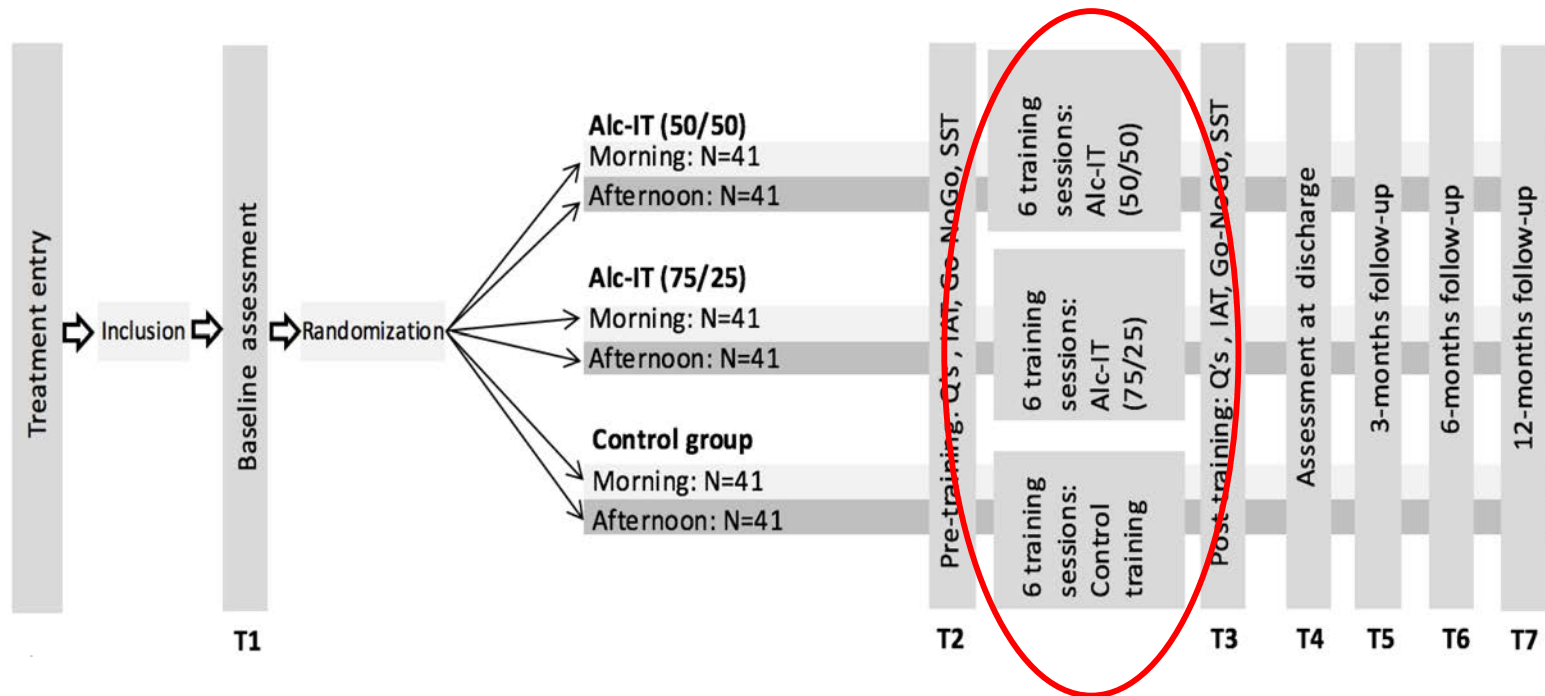 Treatment entry
Inclusion
Baseline assessment
T1
Randomization
Alc-IT (50/50)
Morning: N=41
Afternoon: N=41
Alc-IT (75/25)
Morning: N=41
Afternoon: N=41
Control group
Morning: N=41
Afternoon: N=41
Pre-training: Q's , IAT, Go-NoGo, SST
T2
6 training
sessions:
Alc-IT
(50/50)
6 training
sessions:
Alc-IT
(75/25)
6 training
sessions:
Control
training
Post-training: Q's , IAT, Go-NoGo, SST
T3
Assessment at discharge
T4
3-months follow-up
T5
6-months follow-up
T6
12-months follow-up
T7